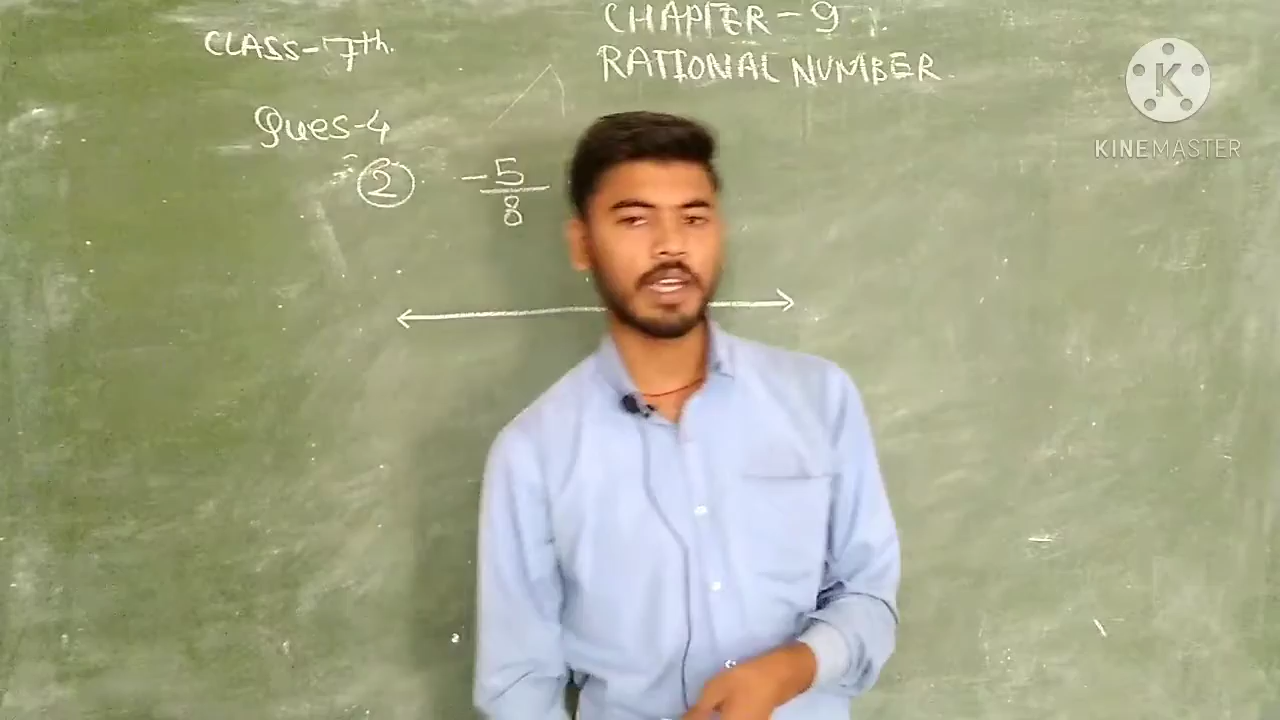 CHAPTER-9
CLASS-7th.
RATIONAL NUMBER.
Ques-4
② -5/8
K
KINEMASTER